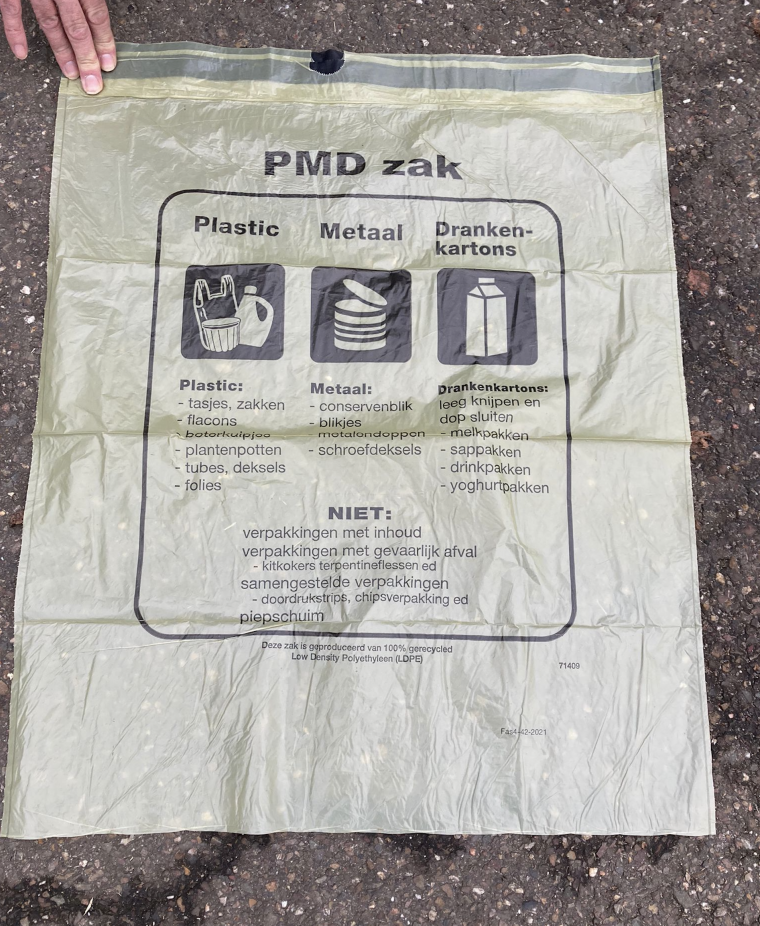 PMD zak
Plastic
Metaal
Dranken-
kartons
Plastic:
- tasjes, zakken
- flacons
- boterkuipjes
- plantenpotten
- tubes, deksels
- folies
Metaal:
- conservenblik
- blikjes
- metalendoppen
- schroefdeksels
Drankenkartons:
leeg knijpen en
dop sluiten
- melkpakken
- sappakken
- drinkpakken
- yoghurtpakken
NIET:
verpakkingen met inhoud
verpakkingen met gevaarlijk afval
- kitkokers terpentineflessen ed
samengestelde verpakkingen
- doordrukstrips, chipsverpakking ed
piepschuim
Deze zak is geproduceerd van 100% gerecycled
Low Density Polyethyleen (LDPE)
71409
Fas4-42-2021